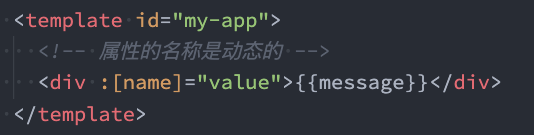 <template id="my-app">
<!-- 属性的名称是动态的 -->
<div :[name]="value">{{message}}</div>
</template>